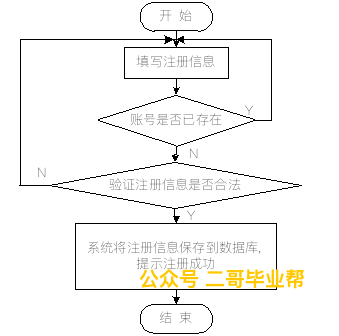 开 始
填写注册信息
账号是否已存在
Y
N
验证注册信息是否合法
N
Y
系统将注册信息保存到数据库,
提示注册成功
公众号 二哥毕业帮
结 束